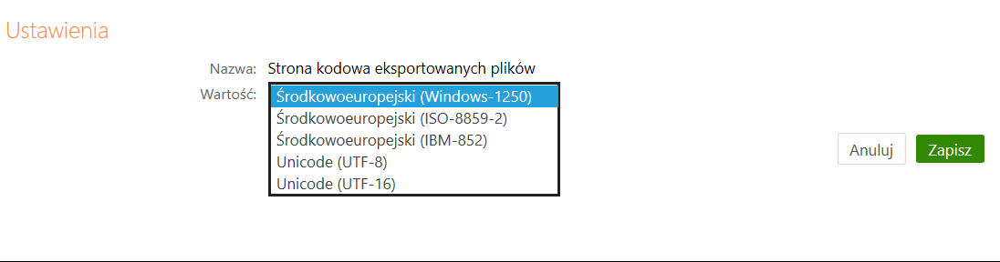 Ustawienia
Nazwa: Strona kodowa eksportowanych plików
Wartość: Środkowoeuropejski (Windows-1250)
Środkowoeuropejski (ISO-8859-2)
Środkowoeuropejski (IBM-852)
Unicode (UTF-8)
Unicode (UTF-16)
Anuluj Zapisz